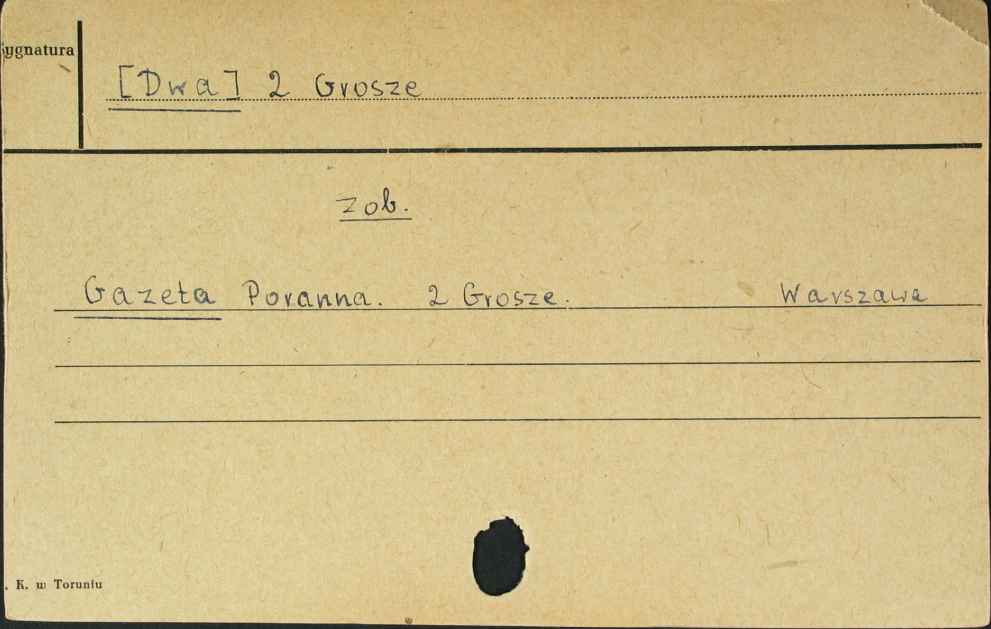 ygnatura
[Dwa] 2 Grosze
zob.
Gazeta Poranna. 2 Grosze. Warszawa
. K. w Toruniu